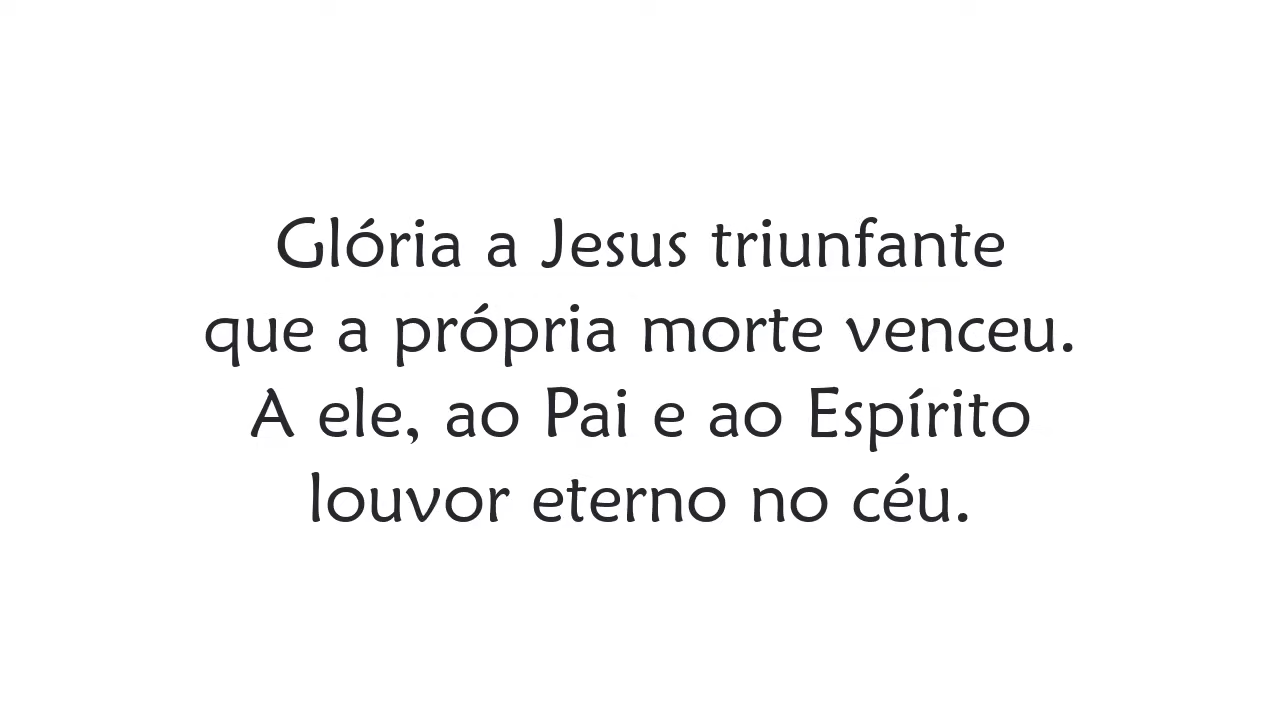 Glória a Jesus triunfante
que a própria morte venceu.
A ele, ao Pai e ao Espírito
louvor eterno no céu.